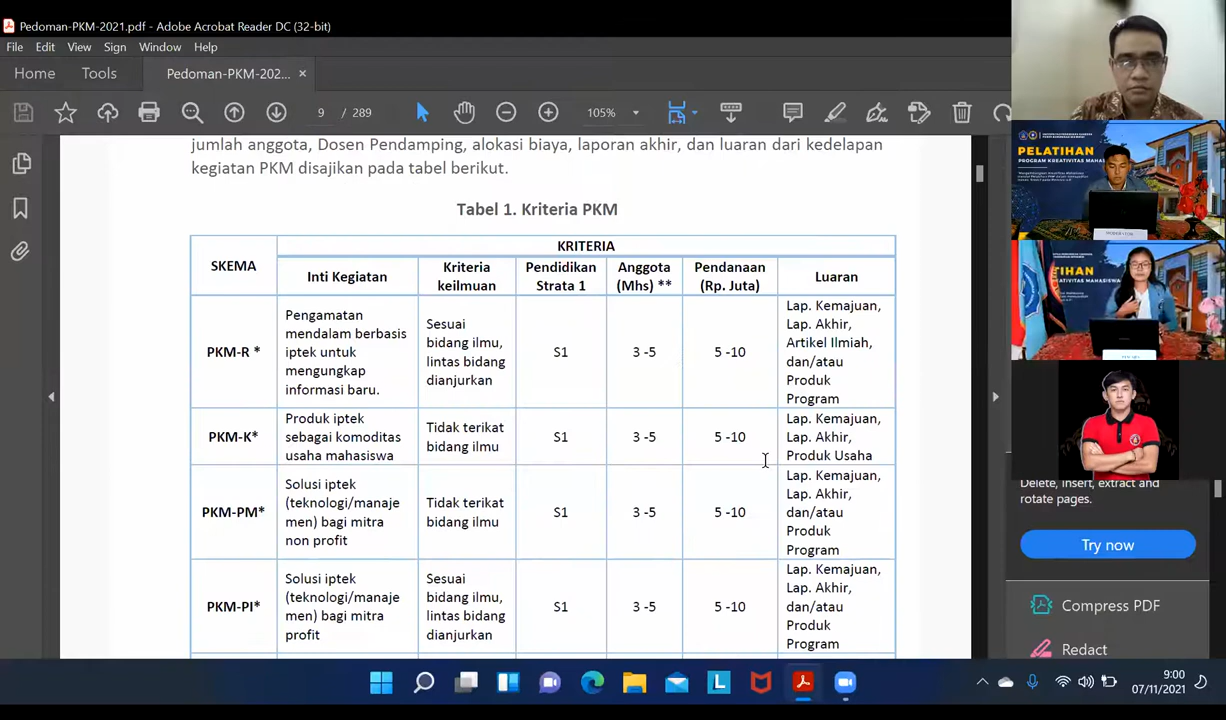 Pedoman-PKM-2021.pdf - Adobe Acrobat Reader DC (32-bit)
File Edit View Sign Window Help
Home Tools Pedoman-PKM-202... ×
9 / 289 105%
jumlah anggota, Dosen Pendamping, alokasi biaya, laporan akhir, dan luaran dari kedelapan
kegiatan PKM disajikan pada tabel berikut.
Tabel 1. Kriteria PKM
SKEMA
KRITERIA
Inti Kegiatan
Kriteria
keilmuan
Pendidikan
Strata 1
Anggota
(Mhs) **
Pendanaan
(Rp. Juta)
Luaran
PKM-R *
Pengamatan
mendalam berbasis
iptek untuk
mengungkap
informasi baru.
Sesuai
bidang ilmu,
lintas bidang
dianjurkan
S1
3 -5
5 -10
Lap. Kemajuan,
Lap. Akhir,
Artikel Ilmiah,
dan/atau
Produk
Program
PKM-K*
Produk iptek
sebagai komoditas
usaha mahasiswa
Tidak terikat
bidang ilmu
S1
3 -5
5 -10
Lap. Kemajuan,
Lap. Akhir,
Produk Usaha
PKM-PM*
Solusi iptek
(teknologi/manaje
men) bagi mitra
non profit
Tidak terikat
bidang ilmu
S1
3 -5
5 -10
Lap. Kemajuan,
Lap. Akhir,
dan/atau
Produk
Program
PKM-PI*
Solusi iptek
(teknologi/manaje
men) bagi mitra
profit
Sesuai
bidang ilmu,
lintas bidang
dianjurkan
S1
3 -5
5 -10
Lap. Kemajuan,
Lap. Akhir,
dan/atau
Produk
Program
PELATIHAN
PROGRAM KREATIVITAS MAHAS
MODERATOR
TIHAN
Delete, insert, extract and
rotate pages.
Try now
Compress PDF
Redact
L
9:00
07/11/2021